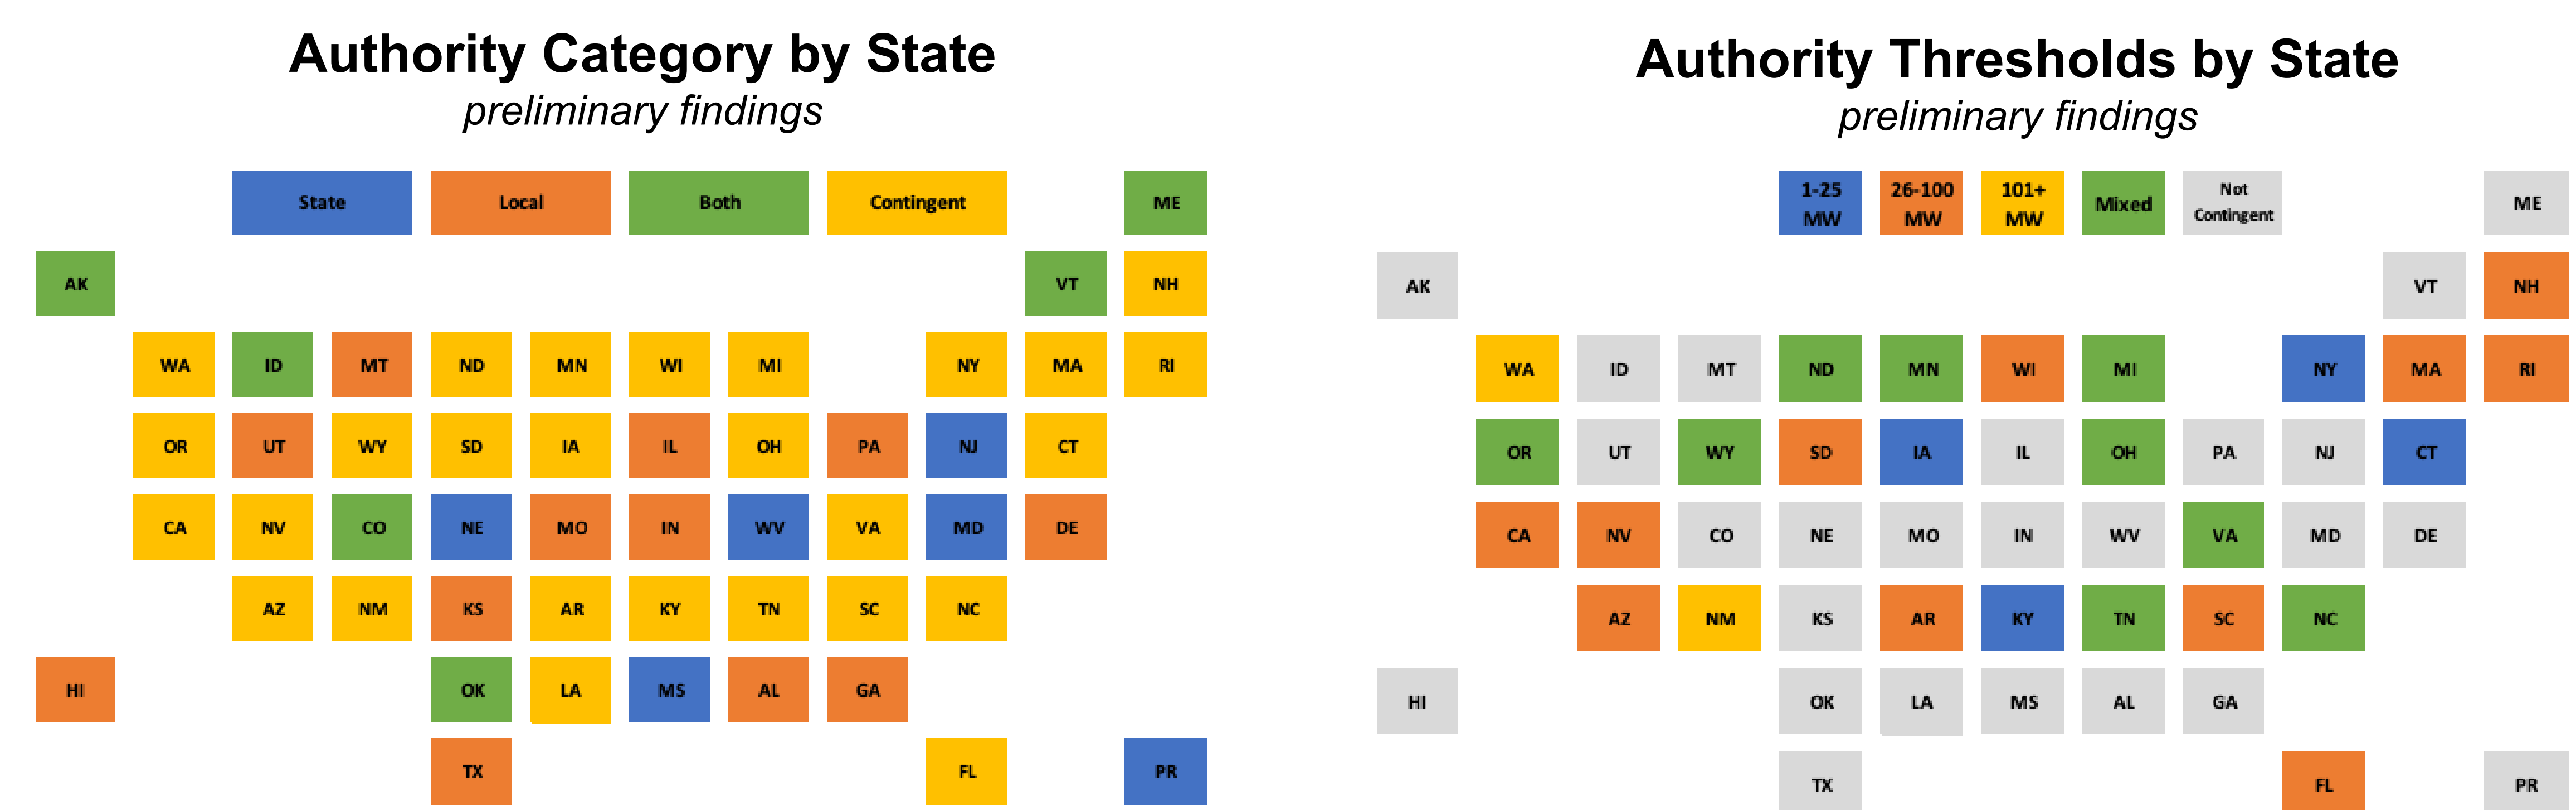 Authority Category by State
preliminary findings
State Local Both Contingent ME
AK VT NH
WA ID MT ND MN WI MI NY MA RI
OR UT WY SD IA IL OH PA NJ CT
CA NV CO NE MO IN WV VA MD DE
AZ NM KS AR KY TN SC NC
HI OK LA MS AL GA
TX FL PR
Authority Thresholds by State
preliminary findings
1-25 26-100 101+ Mixed Not ME
MW MW MW Contingent
AK VT NH
WA ID MT ND MN WI MI NY MA RI
OR UT WY SD IA IL OH PA NJ CT
CA NV CO NE MO IN WV VA MD DE
AZ NM KS AR KY TN SC NC
HI OK LA MS AL GA
TX FL PR